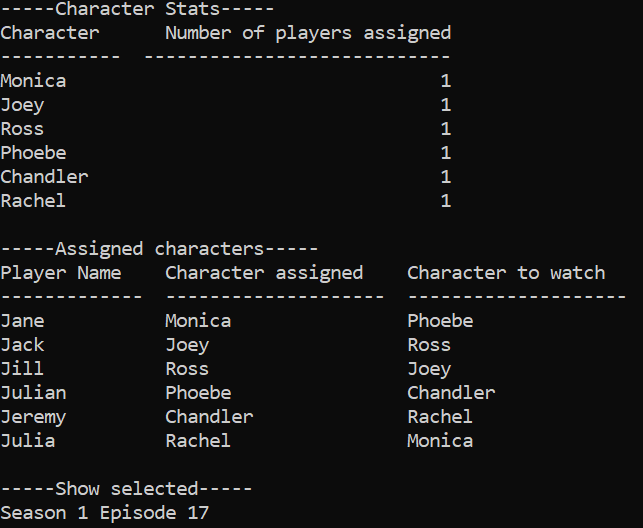 -----Character Stats-----
Character      Number of players assigned
-----------  ----------------------------
Monica                                  1
Joey                                    1
Ross                                    1
Phoebe                                  1
Chandler                                1
Rachel                                  1

-----Assigned characters-----
Player Name    Character assigned    Character to watch
-------------  --------------------  --------------------
Jane           Monica                Phoebe
Jack           Joey                  Ross
Jill           Ross                  Joey
Julian         Phoebe                Chandler
Jeremy         Chandler              Rachel
Julia          Rachel                Monica

-----Show selected-----
Season 1 Episode 17